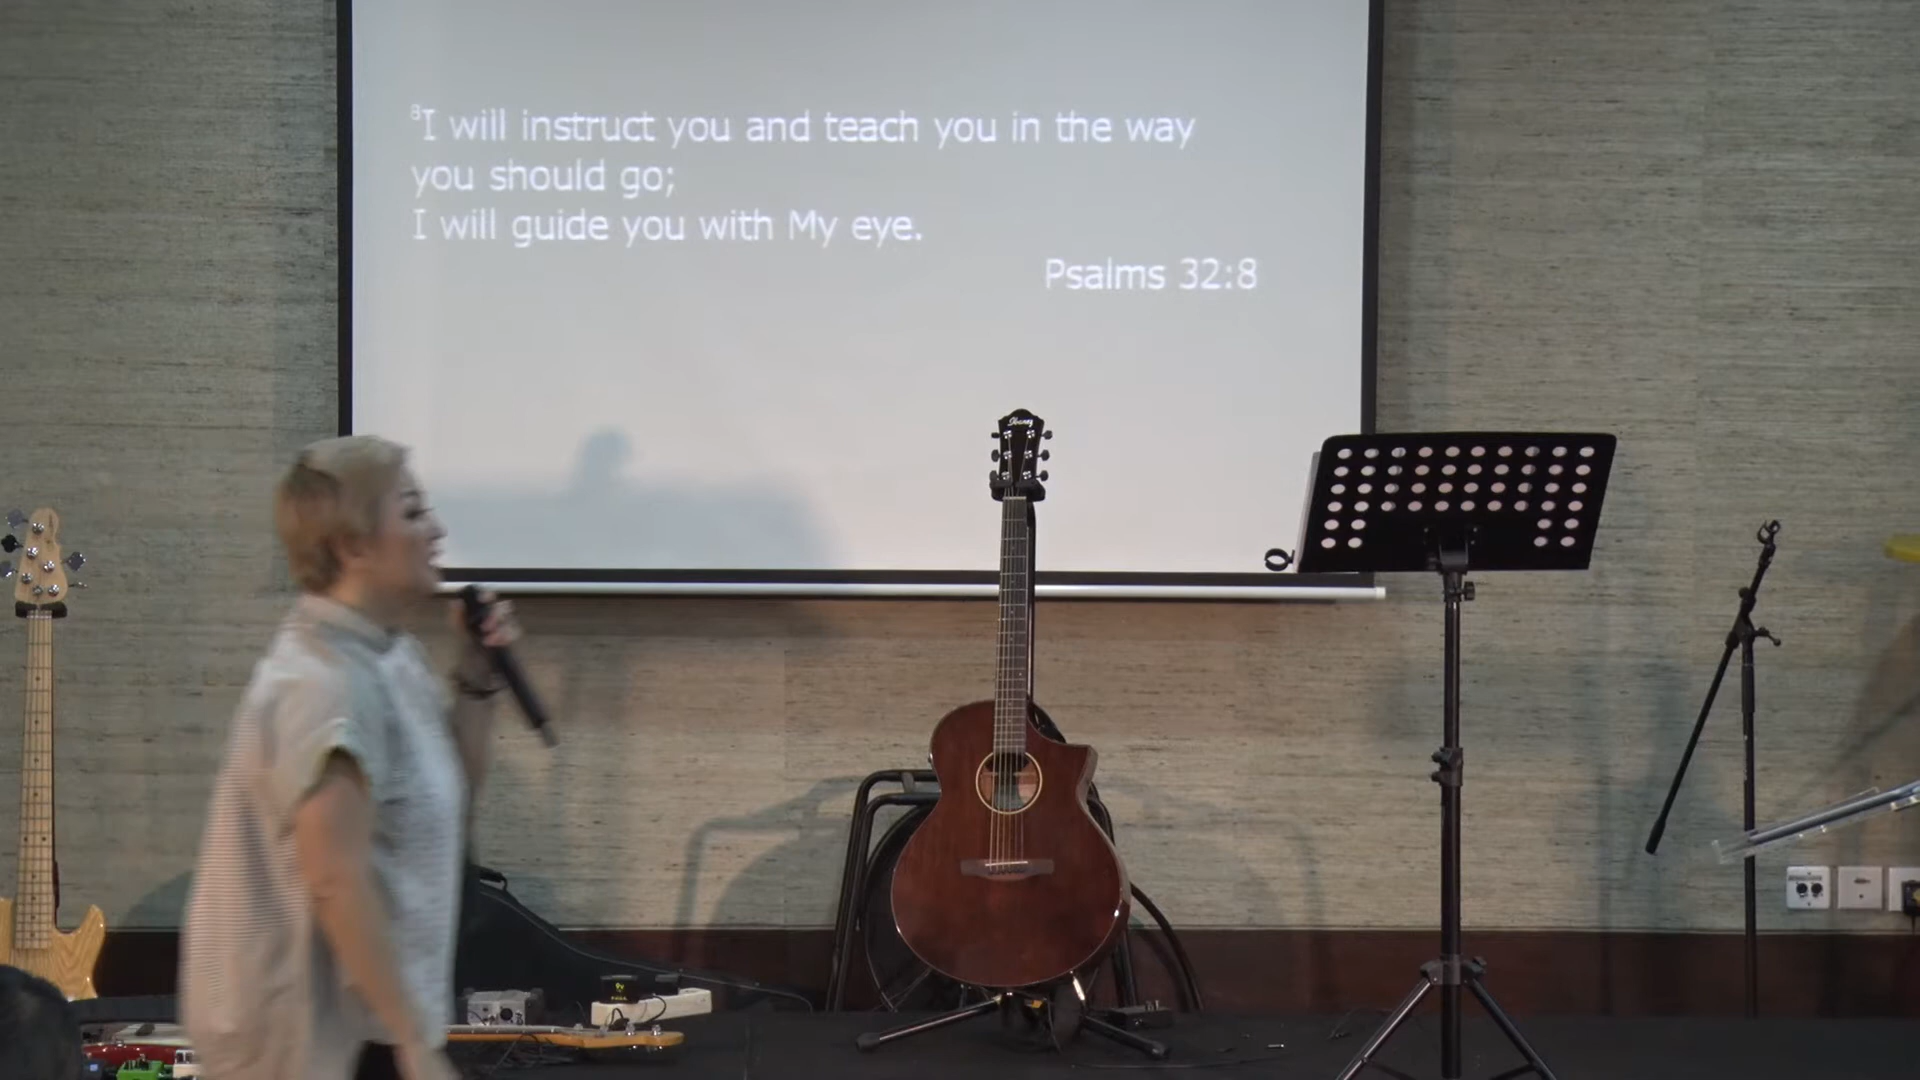 ⁸I will instruct you and teach you in the way
you should go;
I will guide you with My eye.
Psalms 32:8
Ibanez